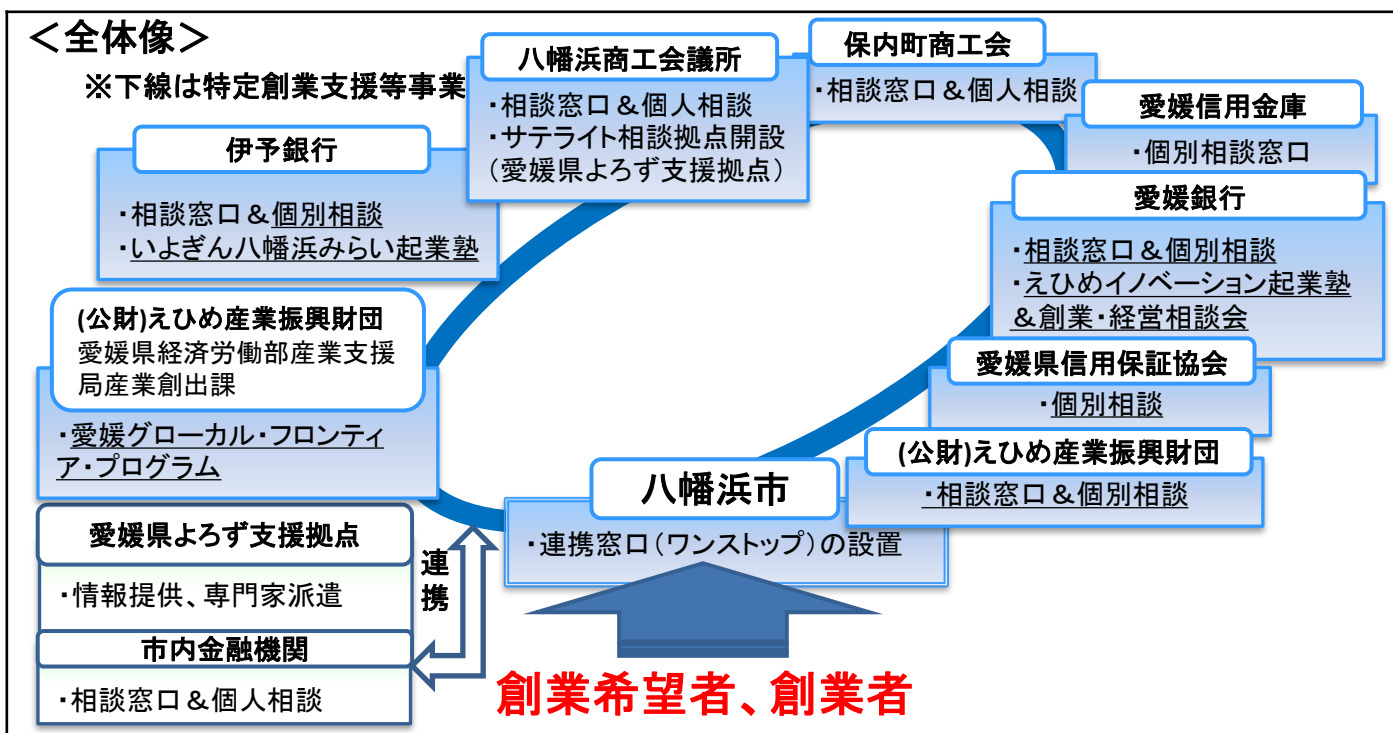 ＜全体像＞
※下線は特定創業支援等事業
八幡浜商工会議所
・相談窓口＆個人相談
・サテライト相談拠点開設
（愛媛県よろず支援拠点）
保内町商工会
・相談窓口＆個人相談
愛媛信用金庫
・個別相談窓口
伊予銀行
・相談窓口＆個別相談
・いよぎん八幡浜みらい起業塾
愛媛銀行
・相談窓口＆個別相談
・えひめイノベーション起業塾
＆創業・経営相談会
(公財)えひめ産業振興財団
愛媛県経済労働部産業支援
局産業創出課
・愛媛グローカル・フロンティ
ア・プログラム
愛媛県信用保証協会
・個別相談
(公財)えひめ産業振興財団
・相談窓口＆個別相談
八幡浜市
・連携窓口（ワンストップ）の設置
愛媛県よろず支援拠点
・情報提供、専門家派遣
市内金融機関
・相談窓口＆個人相談
連携
創業希望者、創業者